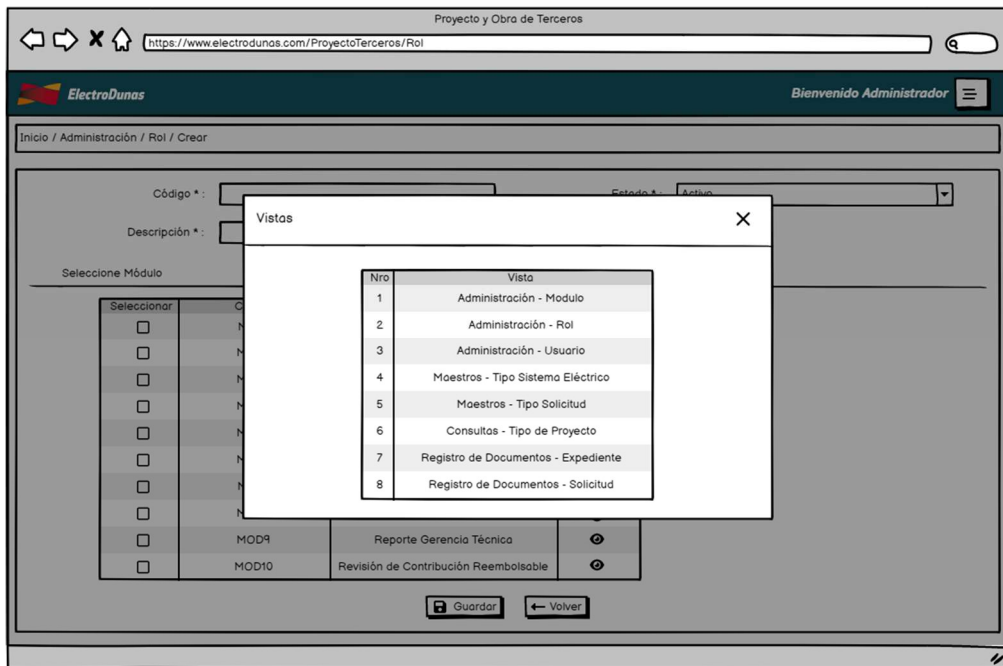 Proyecto y Obra de Terceros
https://www.electrodunas.com/ProyectoTerceros/Rol
ElectroDunas
Bienvenido Administrador
Inicio / Administración / Rol / Crear
Código * :
Estado * :
Activo
Descripción * :
Vistas
Seleccione Módulo
Nro Vista
1 Administración - Modulo
2 Administración - Rol
3 Administración - Usuario
4 Maestros - Tipo Sistema Eléctrico
5 Maestros - Tipo Solicitud
6 Consultas - Tipo de Proyecto
7 Registro de Documentos - Expediente
8 Registro de Documentos - Solicitud
Seleccionar
MOD9 Reporte Gerencia Técnica
MOD10 Revisión de Contribución Reembolsable
Guardar
Volver